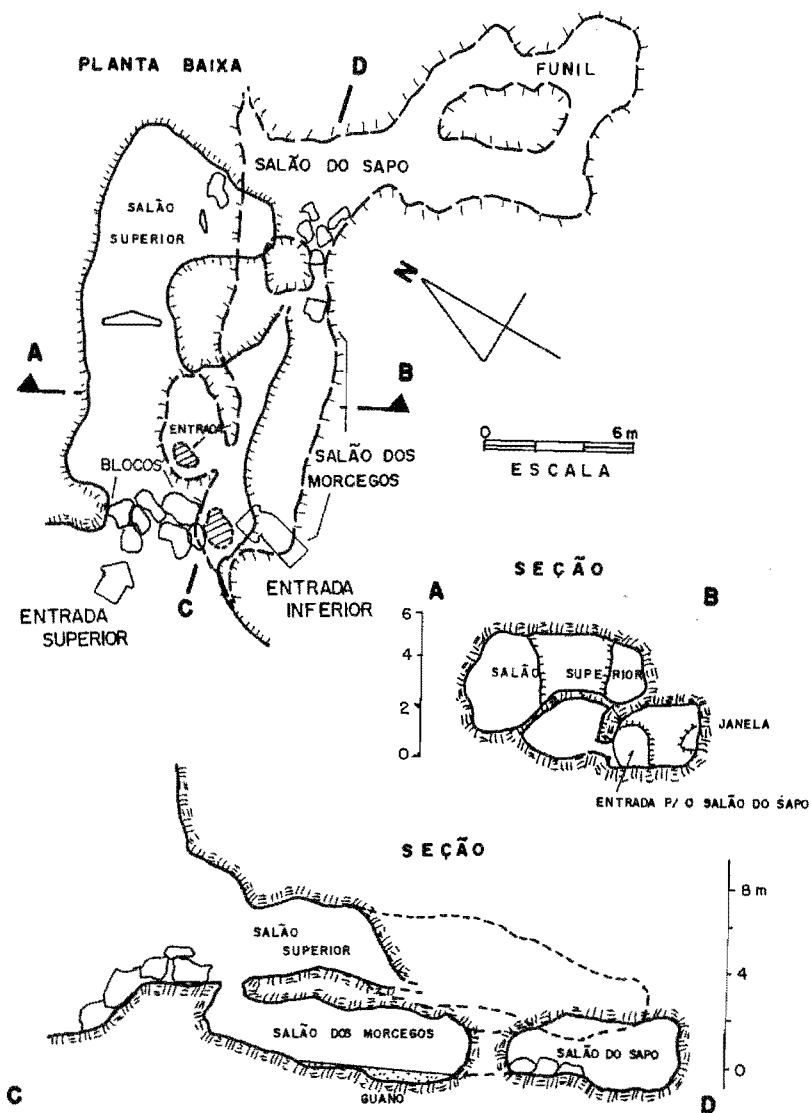 PLANTA BAIXA
D
FUNIL
SALÃO DO SAPO
SALÃO
SUPERIOR
N
A
B
ENTRADA
0 6m
ESCALA
BLOCOS
SALÃO DOS
MORCEGOS
C
ENTRADA
SUPERIOR
ENTRADA
INFERIOR
SEÇÃO
A
B
6
4
2
0
SALÃO SUPERIOR
JANELA
ENTRADA P/ O SALÃO DO SAPO
SEÇÃO
8 m
4
0
SALÃO
SUPERIOR
SALÃO DOS MORCEGOS
SALÃO DO SAPO
GUANO
C
D